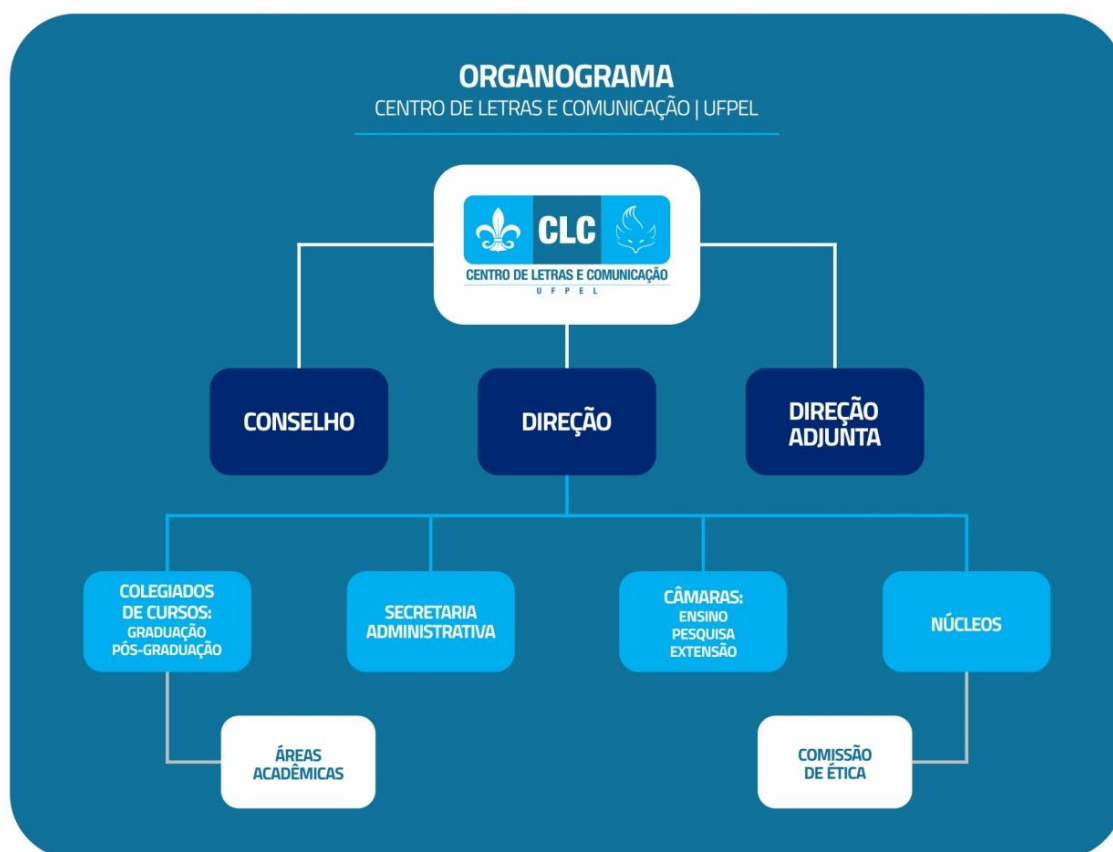 ORGANOGRAMA
CENTRO DE LETRAS E COMUNICAÇÃO | UFPEL
CLC
CENTRO DE LETRAS E COMUNICAÇÃO
UFPEL
CONSELHO
DIREÇÃO
DIREÇÃO
ADJUNTA
COLEGIADOS
DE CURSOS:
GRADUAÇÃO
PÓS-GRADUAÇÃO
SECRETARIA
ADMINISTRATIVA
CÂMARAS:
ENSINO
PESQUISA
EXTENSÃO
NÚCLEOS
ÁREAS
ACADÊMICAS
COMISSÃO
DE ÉTICA